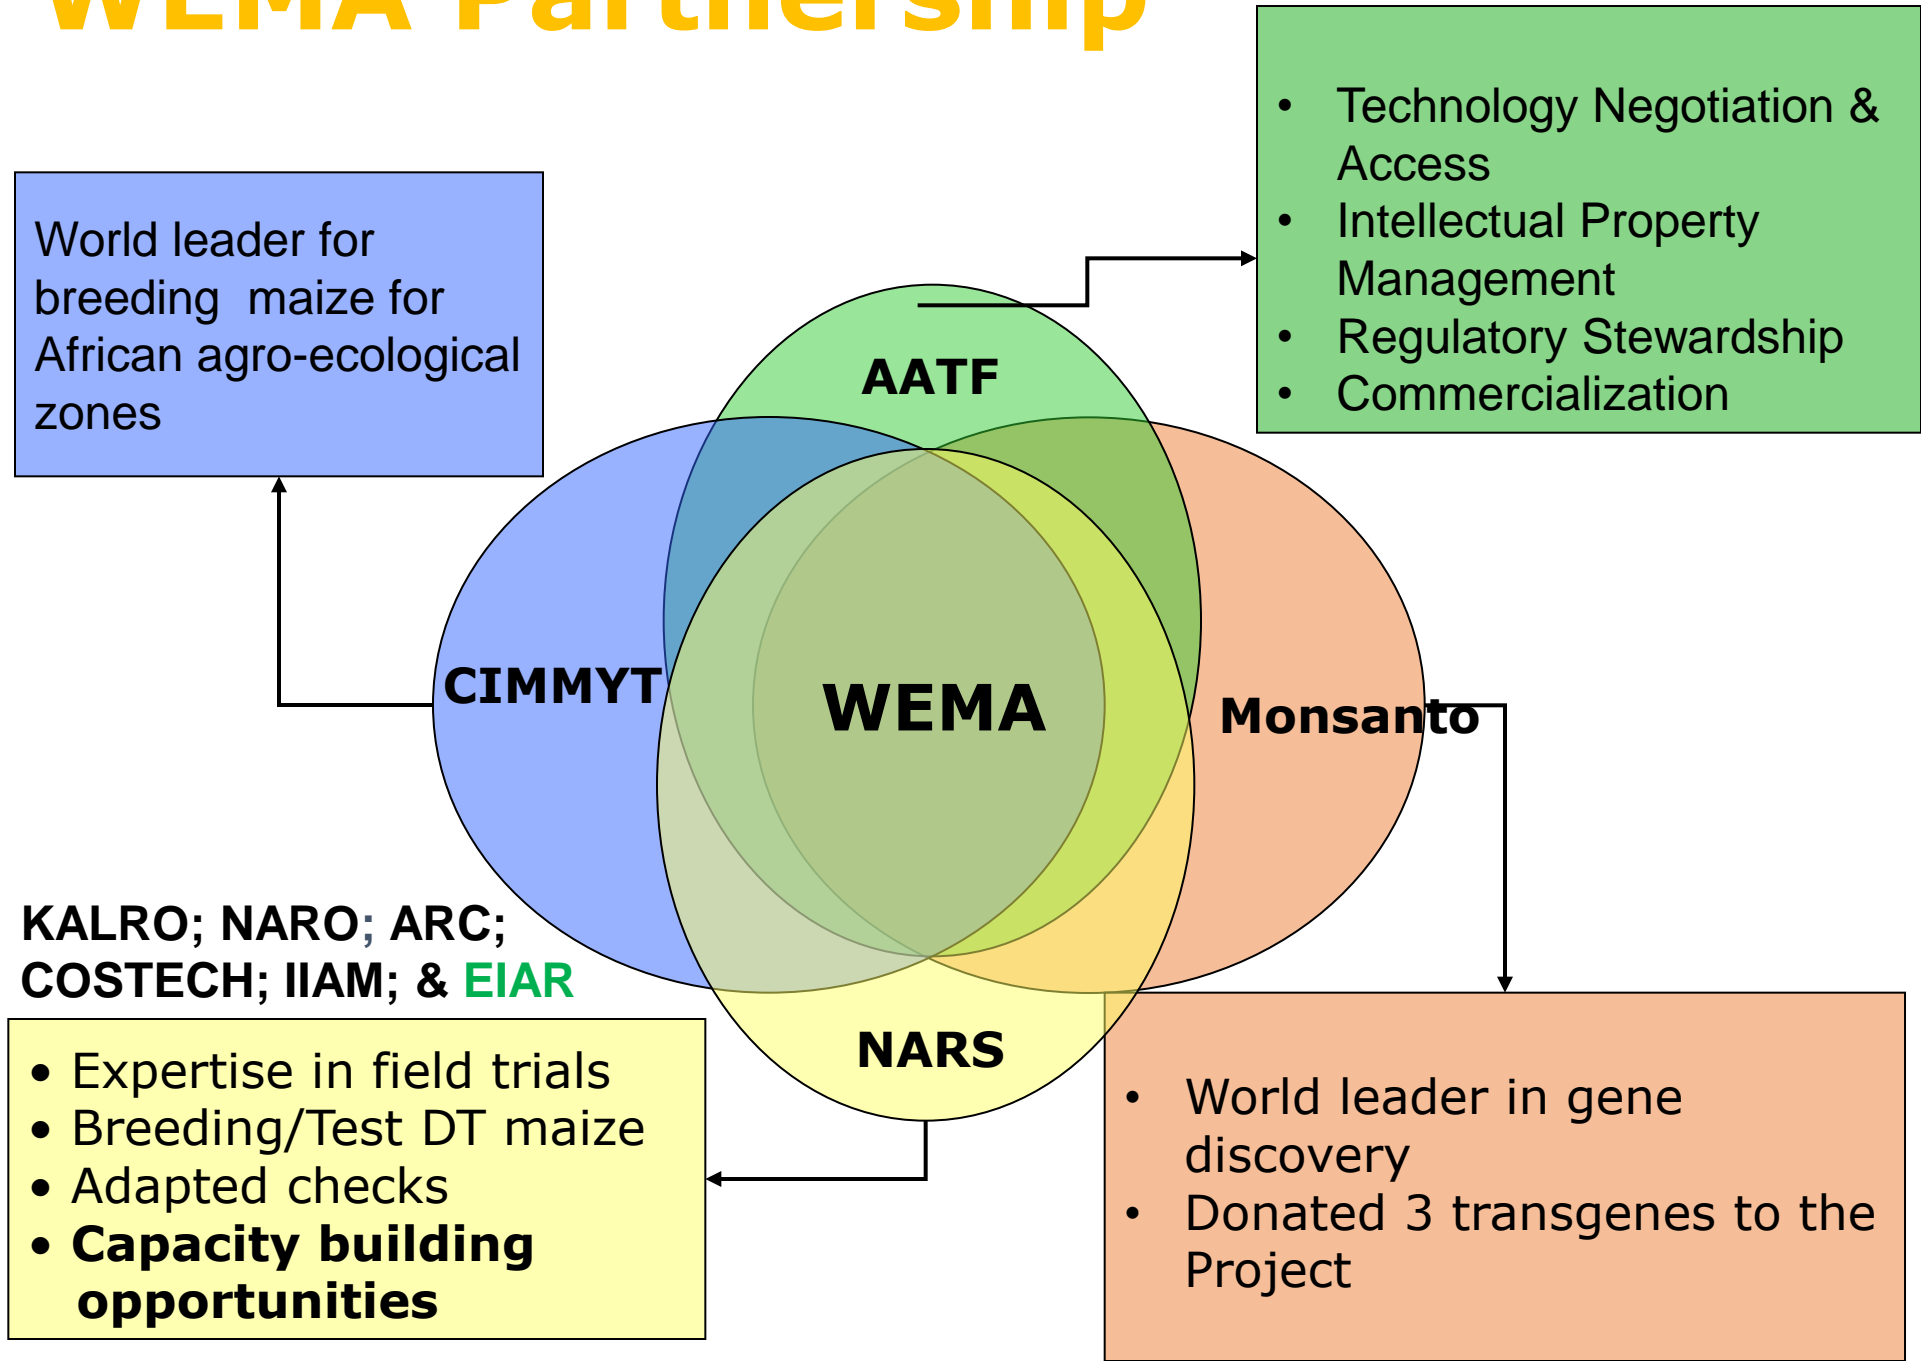 WEMA Partnership
• Technology Negotiation &
Access
• Intellectual Property
Management
• Regulatory Stewardship
• Commercialization
World leader for
breeding maize for
African agro-ecological
zones
AATF
CIMMYT
WEMA
Monsanto
NARS
KALRO; NARO; ARC;
COSTECH; IIAM; & EIAR
• Expertise in field trials
• Breeding/Test DT maize
• Adapted checks
• Capacity building
opportunities
• World leader in gene
discovery
• Donated 3 transgenes to the
Project